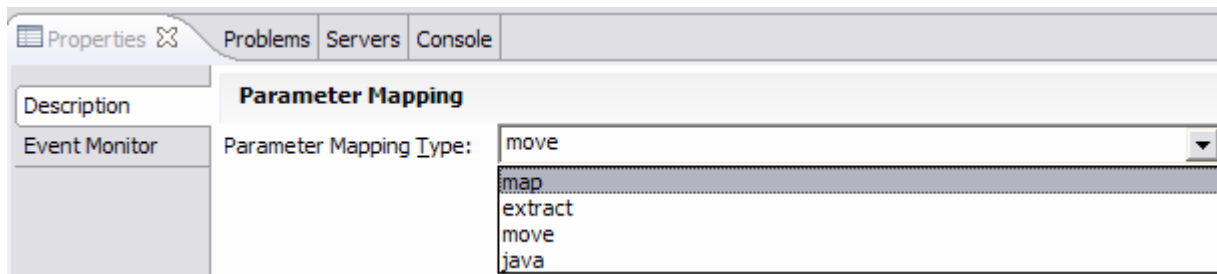 Properties Problems Servers Console
Description Parameter Mapping
Event Monitor Parameter Mapping Type: move
map
extract
move
java